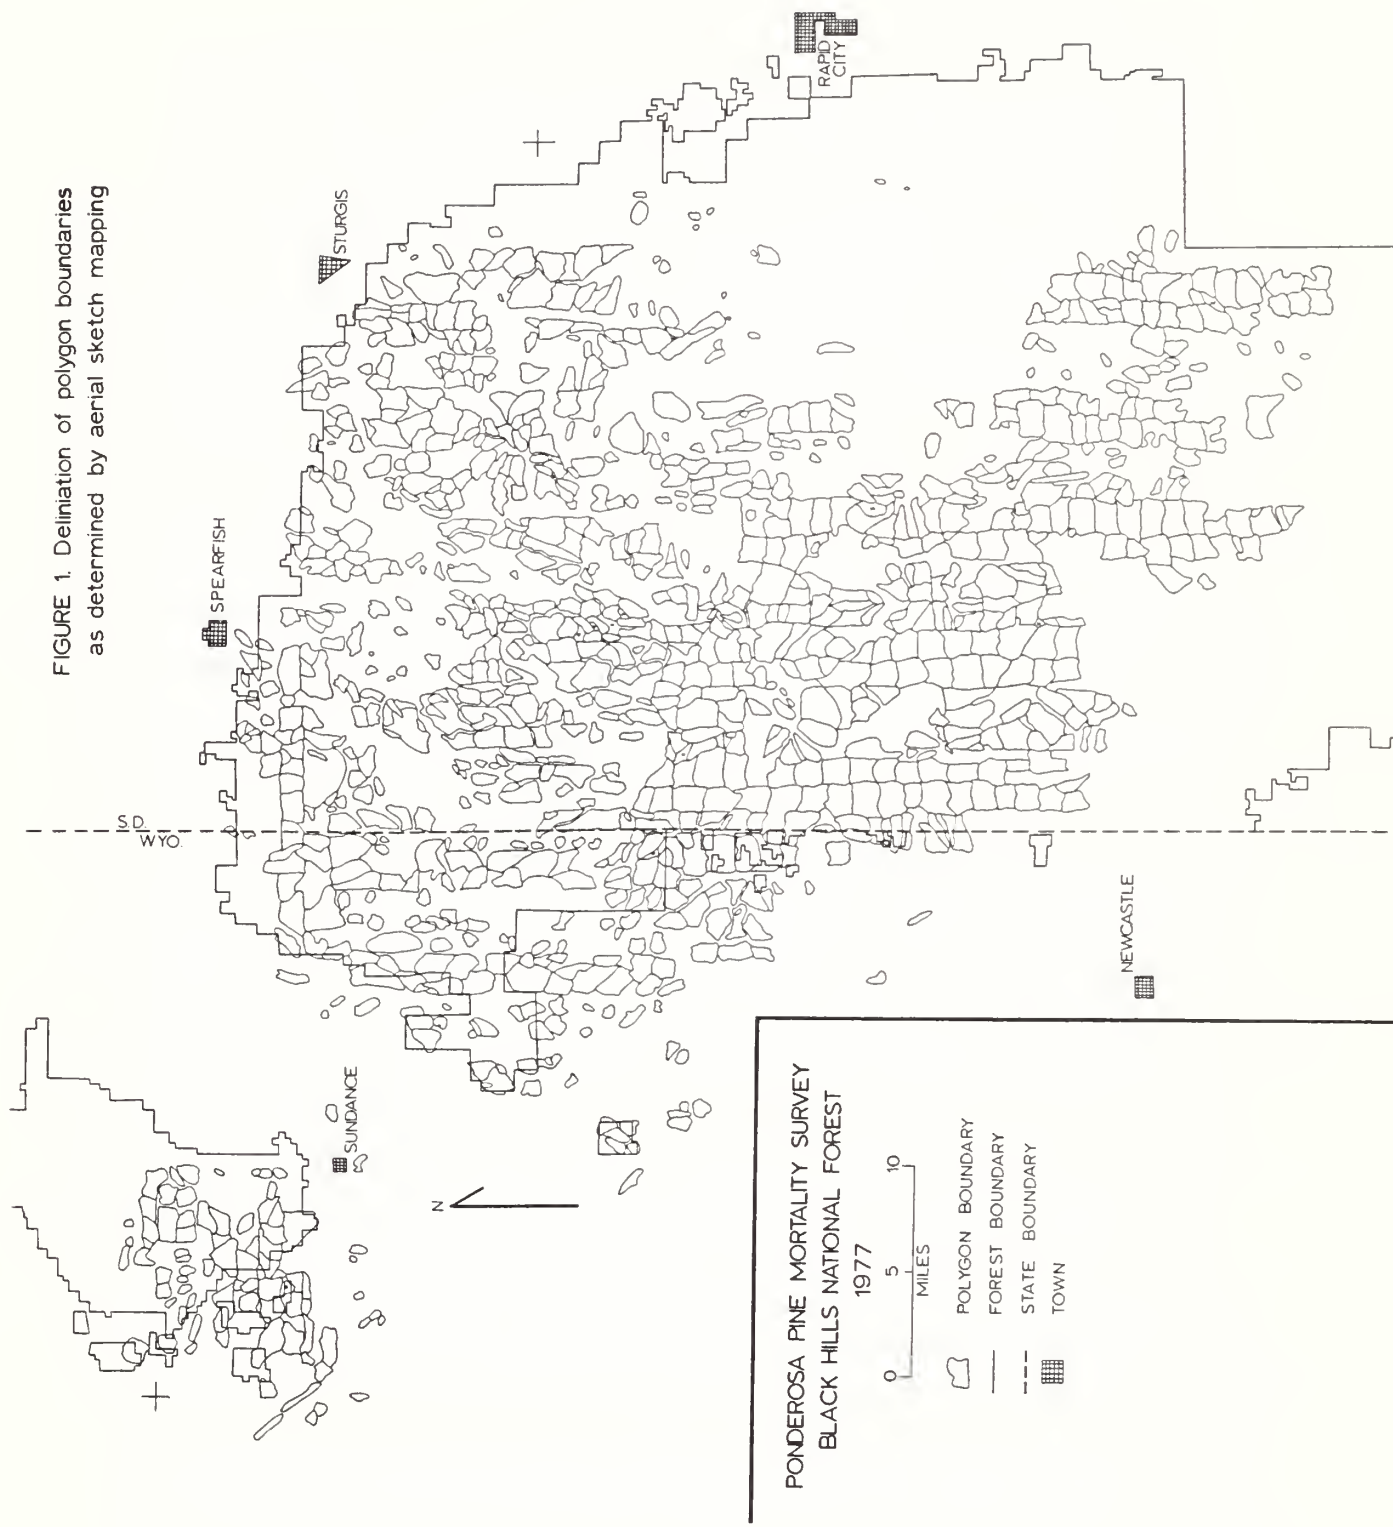 FIGURE 1. Deliniation of polygon boundaries
as determined by aerial sketch mapping
SPEARFISH
STURGIS
RAPID
CITY
S.D.
WYO.
SUNDANCE
NEWCASTLE
N
PONDEROSA PINE MORTALITY SURVEY
BLACK HILLS NATIONAL FOREST
1977
0 5 10
MILES
POLYGON BOUNDARY
FOREST BOUNDARY
STATE BOUNDARY
TOWN